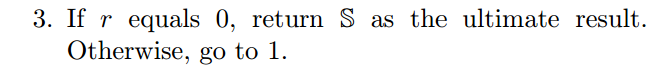 3. If r equals 0, return 𝕊 as the ultimate result.
Otherwise, go to 1.